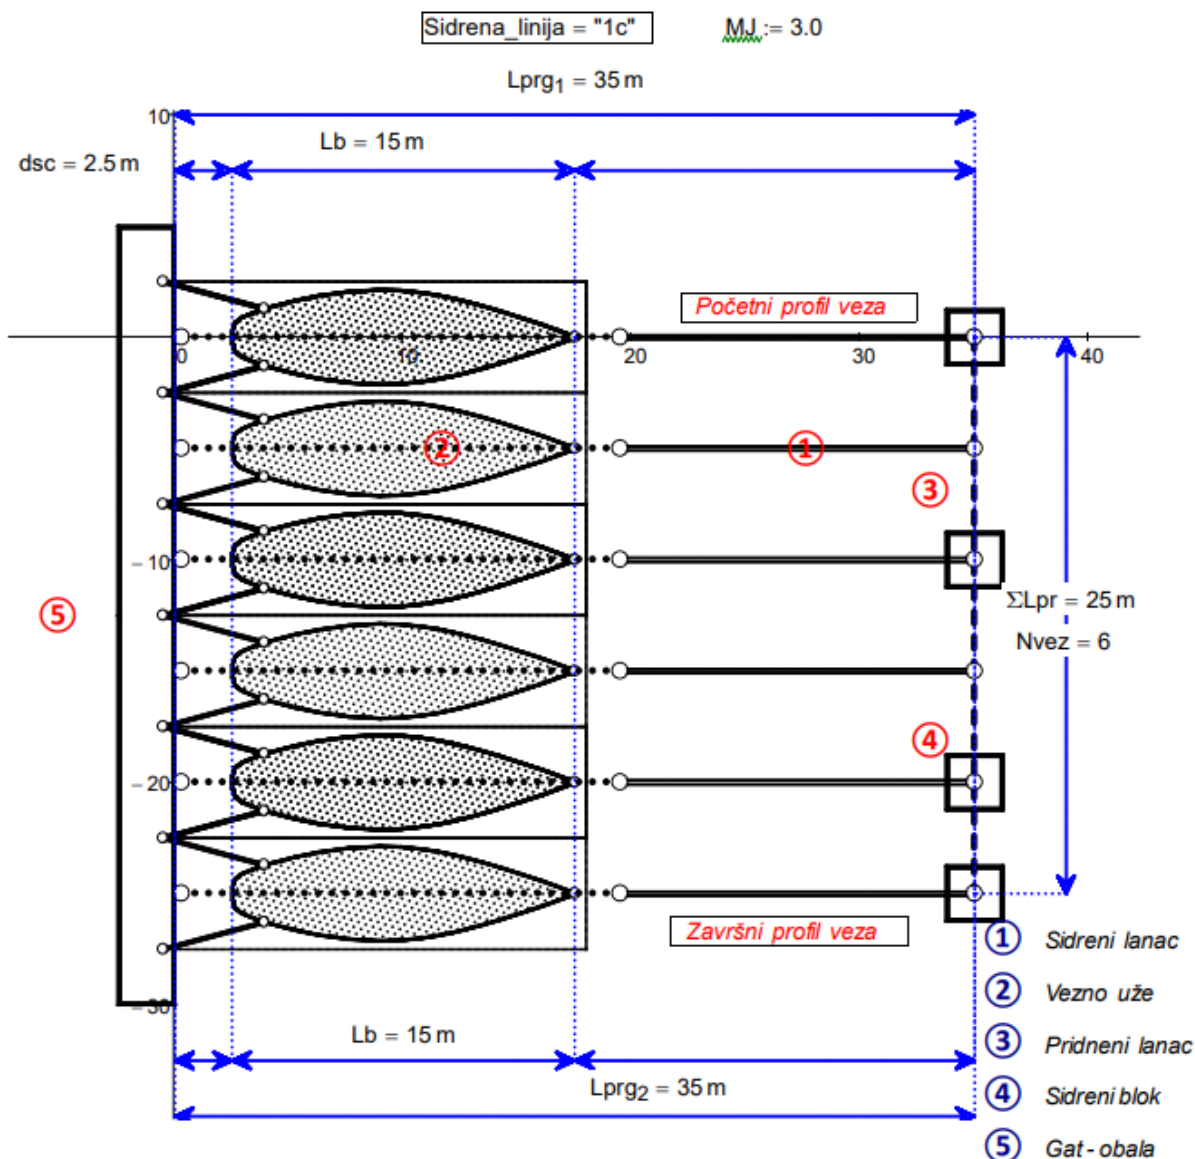 Sidrena_linija = "1c" MJ := 3.0
Lprg1 = 35 m
10
Lb = 15 m
dsc = 2.5 m
Početni profil veza
0 10 20 30 40
② ①
③
− 10
⑤
ΣLpr = 25 m
Nvez = 6
④
− 20
Završni profil veza
① Sidreni lanac
② Vezno uže
− 30
Lb = 15 m
③ Pridneni lanac
Lprg2 = 35 m
④ Sidreni blok
⑤ Gat - obala